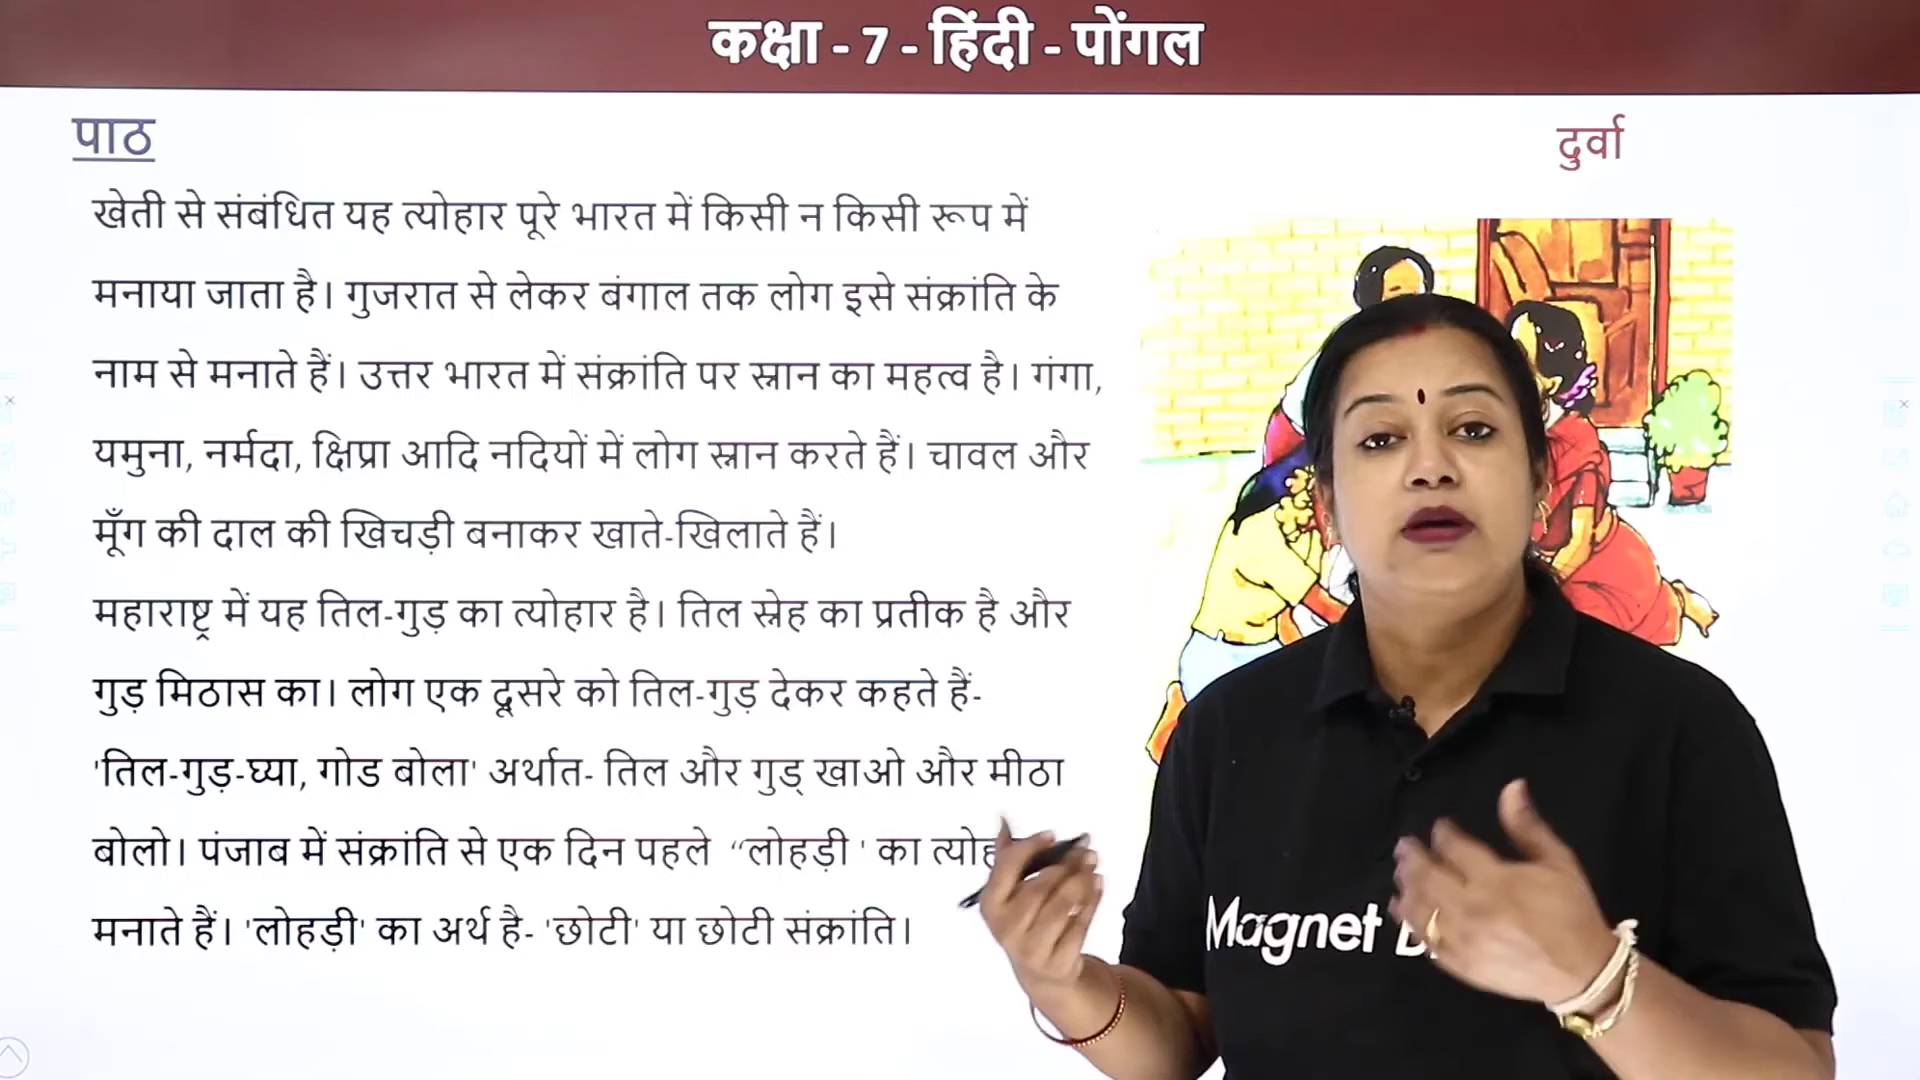 कक्षा - 7 - हिंदी - पोंगल
पाठ
दुर्वा
खेती से संबंधित यह त्योहार पूरे भारत में किसी न किसी रूप में
मनाया जाता है। गुजरात से लेकर बंगाल तक लोग इसे संक्रांति के
नाम से मनाते हैं। उत्तर भारत में संक्रांति पर स्नान का महत्व है। गंगा,
यमुना, नर्मदा, क्षिप्रा आदि नदियों में लोग स्नान करते हैं। चावल और
मूँग की दाल की खिचड़ी बनाकर खाते-खिलाते हैं।
महाराष्ट्र में यह तिल-गुड़ का त्योहार है। तिल स्नेह का प्रतीक है और
गुड़ मिठास का। लोग एक दूसरे को तिल-गुड़ देकर कहते हैं-
'तिल-गुड़-घ्या, गोड बोला' अर्थात- तिल और गुड़् खाओ और मीठा
बोलो। पंजाब में संक्रांति से एक दिन पहले “लोहड़ी ' का
मनाते हैं। 'लोहड़ी' का अर्थ है- 'छोटी' या छोटी संक्रांति।
Magnet